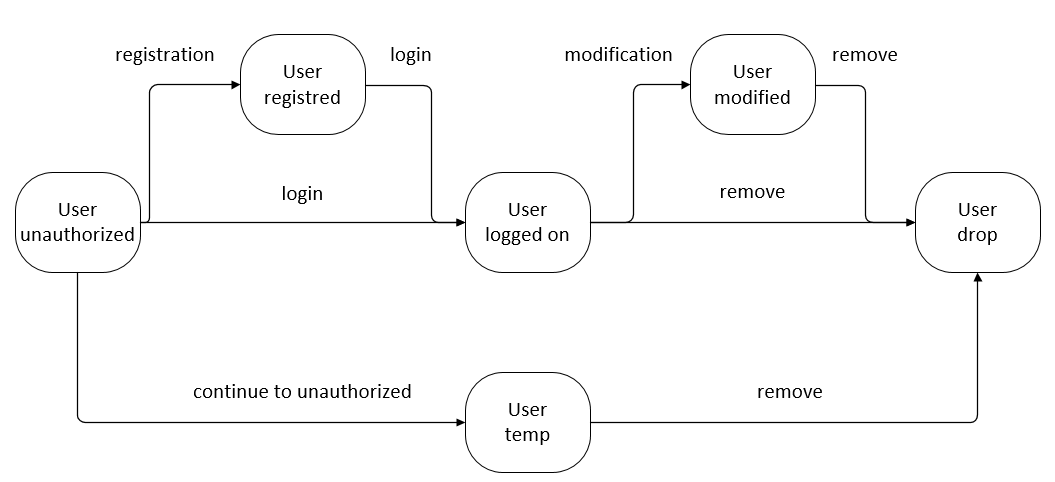 registration
User
registred
login
modification
User
modified
remove
User
unauthorized
login
User
logged on
remove
User
drop
continue to unauthorized
User
temp
remove